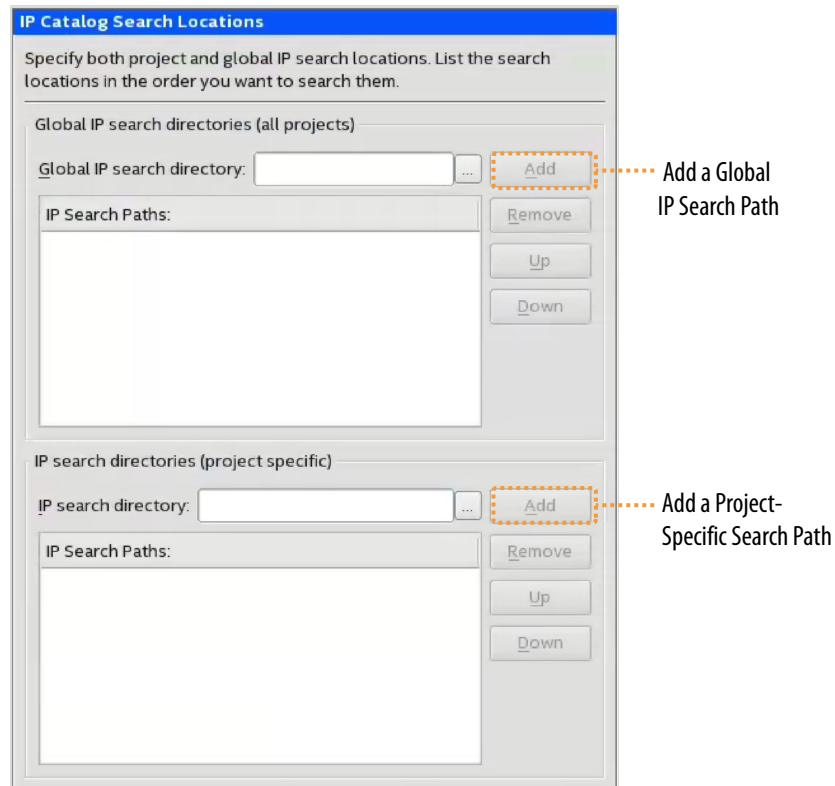 IP Catalog Search Locations
Specify both project and global IP search locations. List the search
locations in the order you want to search them.
Global IP search directories (all projects)
Global IP search directory:
...
Add
Add a Global
IP Search Path
IP Search Paths:
Remove
Up
Down
IP search directories (project specific)
IP search directory:
...
Add
Add a Project-
Specific Search Path
IP Search Paths:
Remove
Up
Down